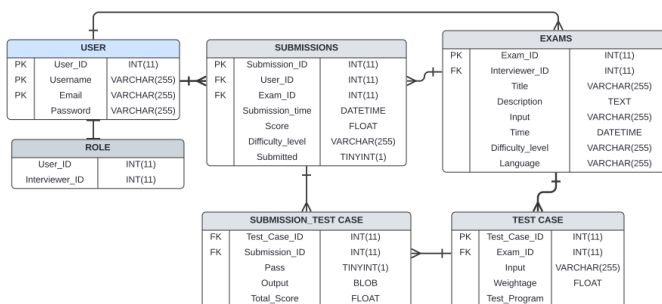 USER
PK User_ID INT(11)
PK Username VARCHAR(255)
PK Email VARCHAR(255)
Password VARCHAR(255)
ROLE
User_ID INT(11)
Interviewer_ID INT(11)
SUBMISSIONS
PK Submission_ID INT(11)
FK User_ID INT(11)
FK Exam_ID INT(11)
Submission_time DATETIME
Score FLOAT
Difficulty_level VARCHAR(255)
Submitted TINYINT(1)
EXAMS
PK Exam_ID INT(11)
FK Interviewer_ID INT(11)
Title VARCHAR(255)
Description TEXT
Input VARCHAR(255)
Time DATETIME
Difficulty_level VARCHAR(255)
Language VARCHAR(255)
SUBMISSION_TEST CASE
FK Test_Case_ID INT(11)
FK Submission_ID INT(11)
Pass TINYINT(1)
Output BLOB
Total_Score FLOAT
TEST CASE
PK Test_Case_ID INT(11)
FK Exam_ID INT(11)
Input VARCHAR(255)
Weightage FLOAT
Test_Program